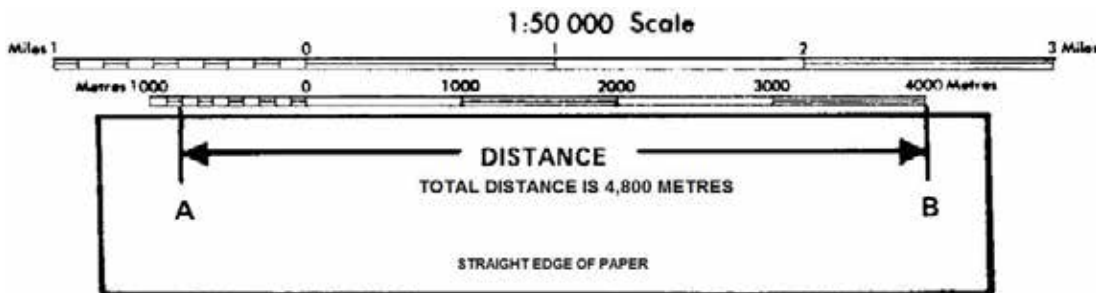 1:50 000 Scale
Miles 1 0 1 2 3 Miles
Metres 1000 0 1000 2000 3000 4000 Metres
DISTANCE
TOTAL DISTANCE IS 4,800 METRES
A B
STRAIGHT EDGE OF PAPER